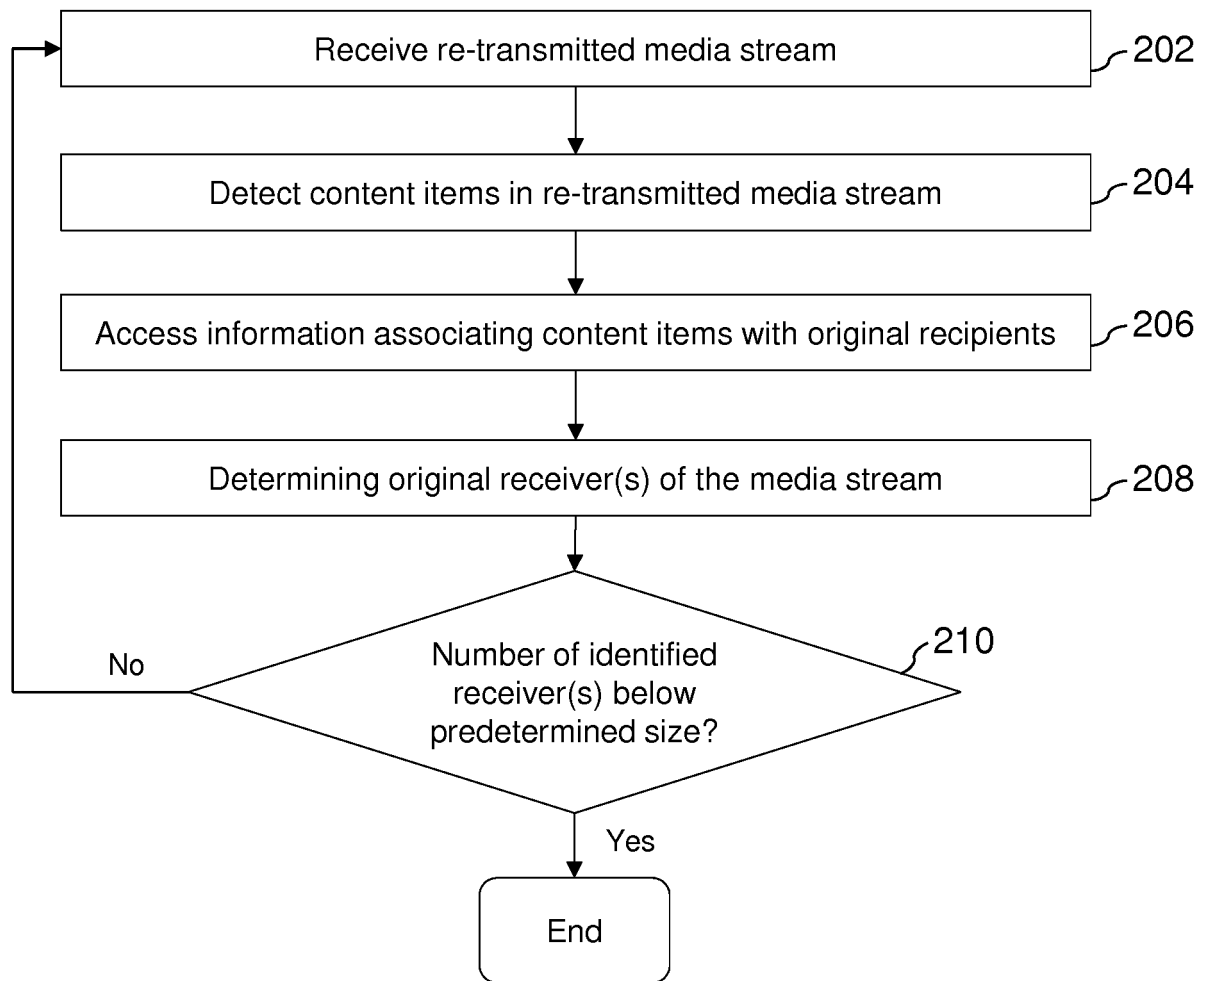 Receive re-transmitted media stream
202
Detect content items in re-transmitted media stream
204
Access information associating content items with original recipients
206
Determining original receiver(s) of the media stream
208
Number of identified
receiver(s) below
predetermined size?
210
No
Yes
End